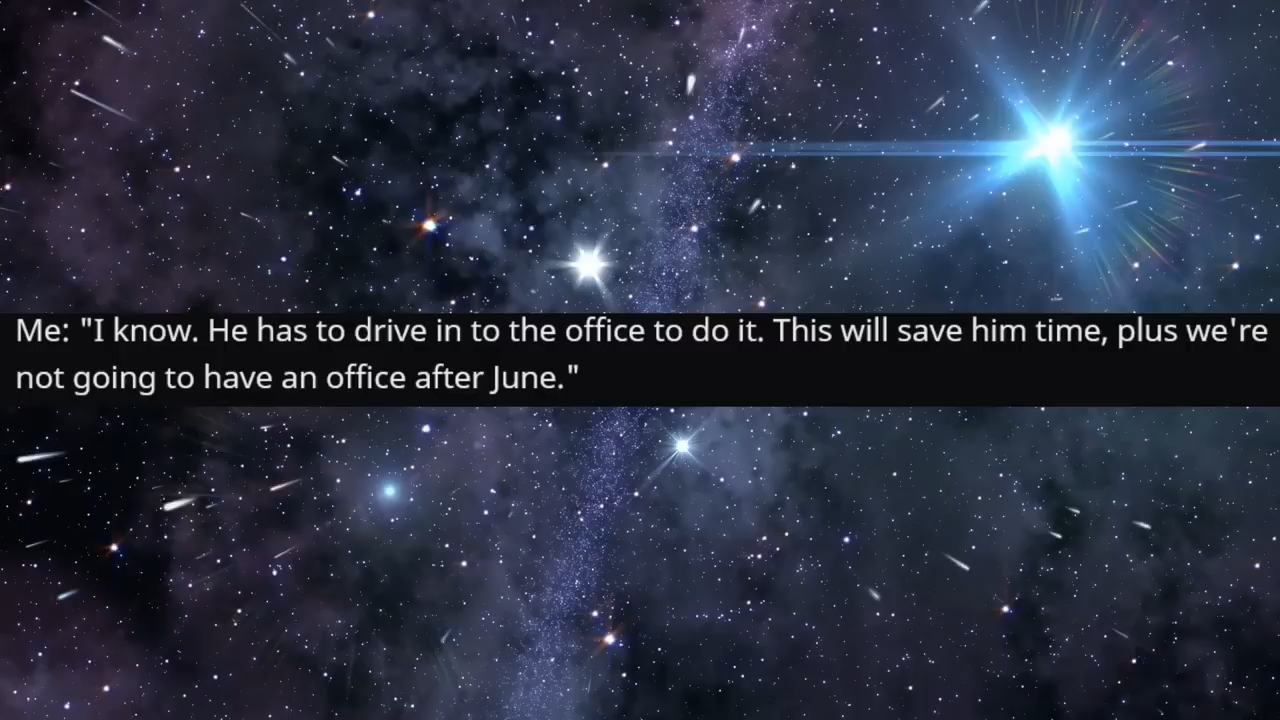 Me: "I know. He has to drive in to the office to do it. This will save him time, plus we're
not going to have an office after June."